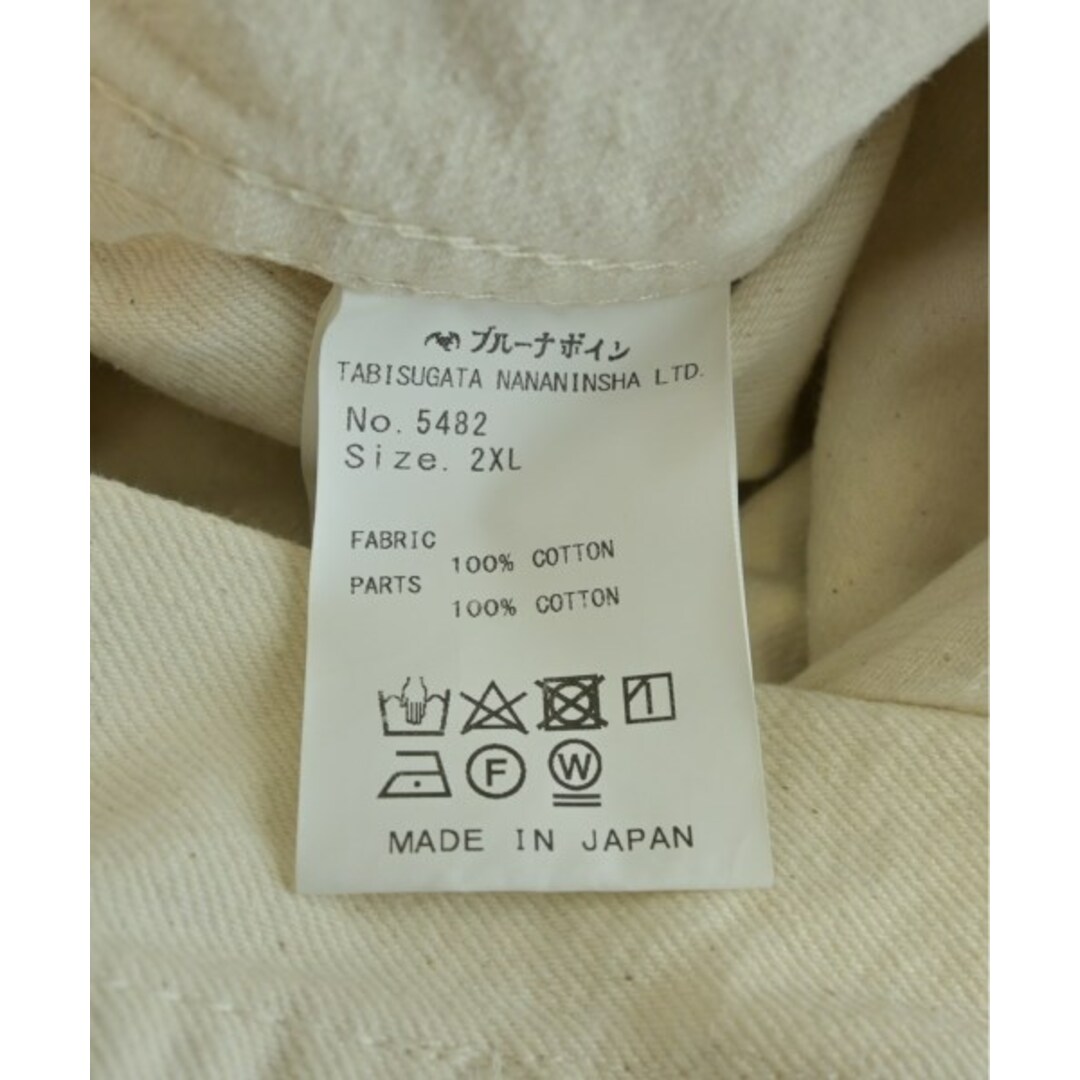 ブルーナボイン
TABISUGATA NANANINSHA LTD.
No. 5482
Size. 2XL
FABRIC
100% COTTON
PARTS
100% COTTON
F
W
MADE IN JAPAN